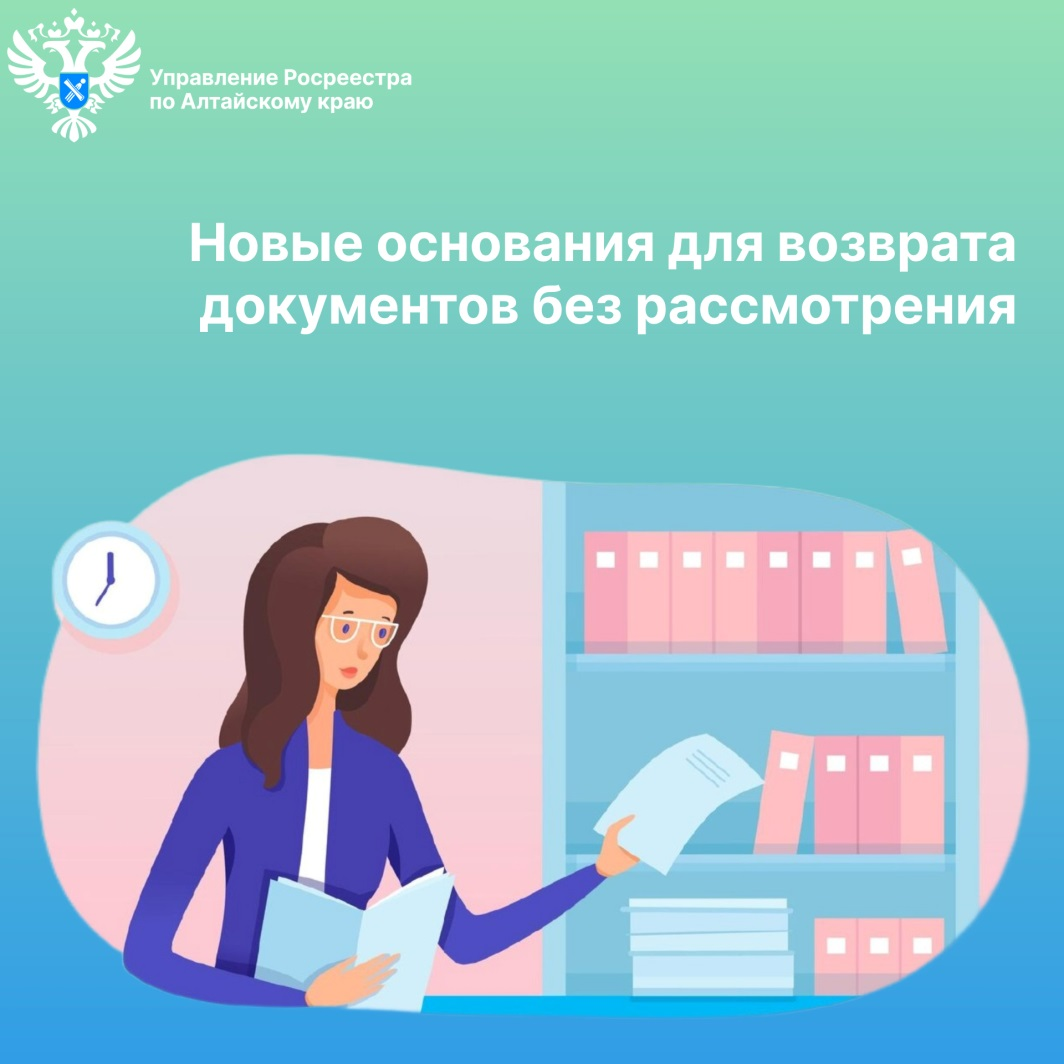 Управление Росреестра
по Алтайскому краю
Новые основания для возврата
документов без рассмотрения